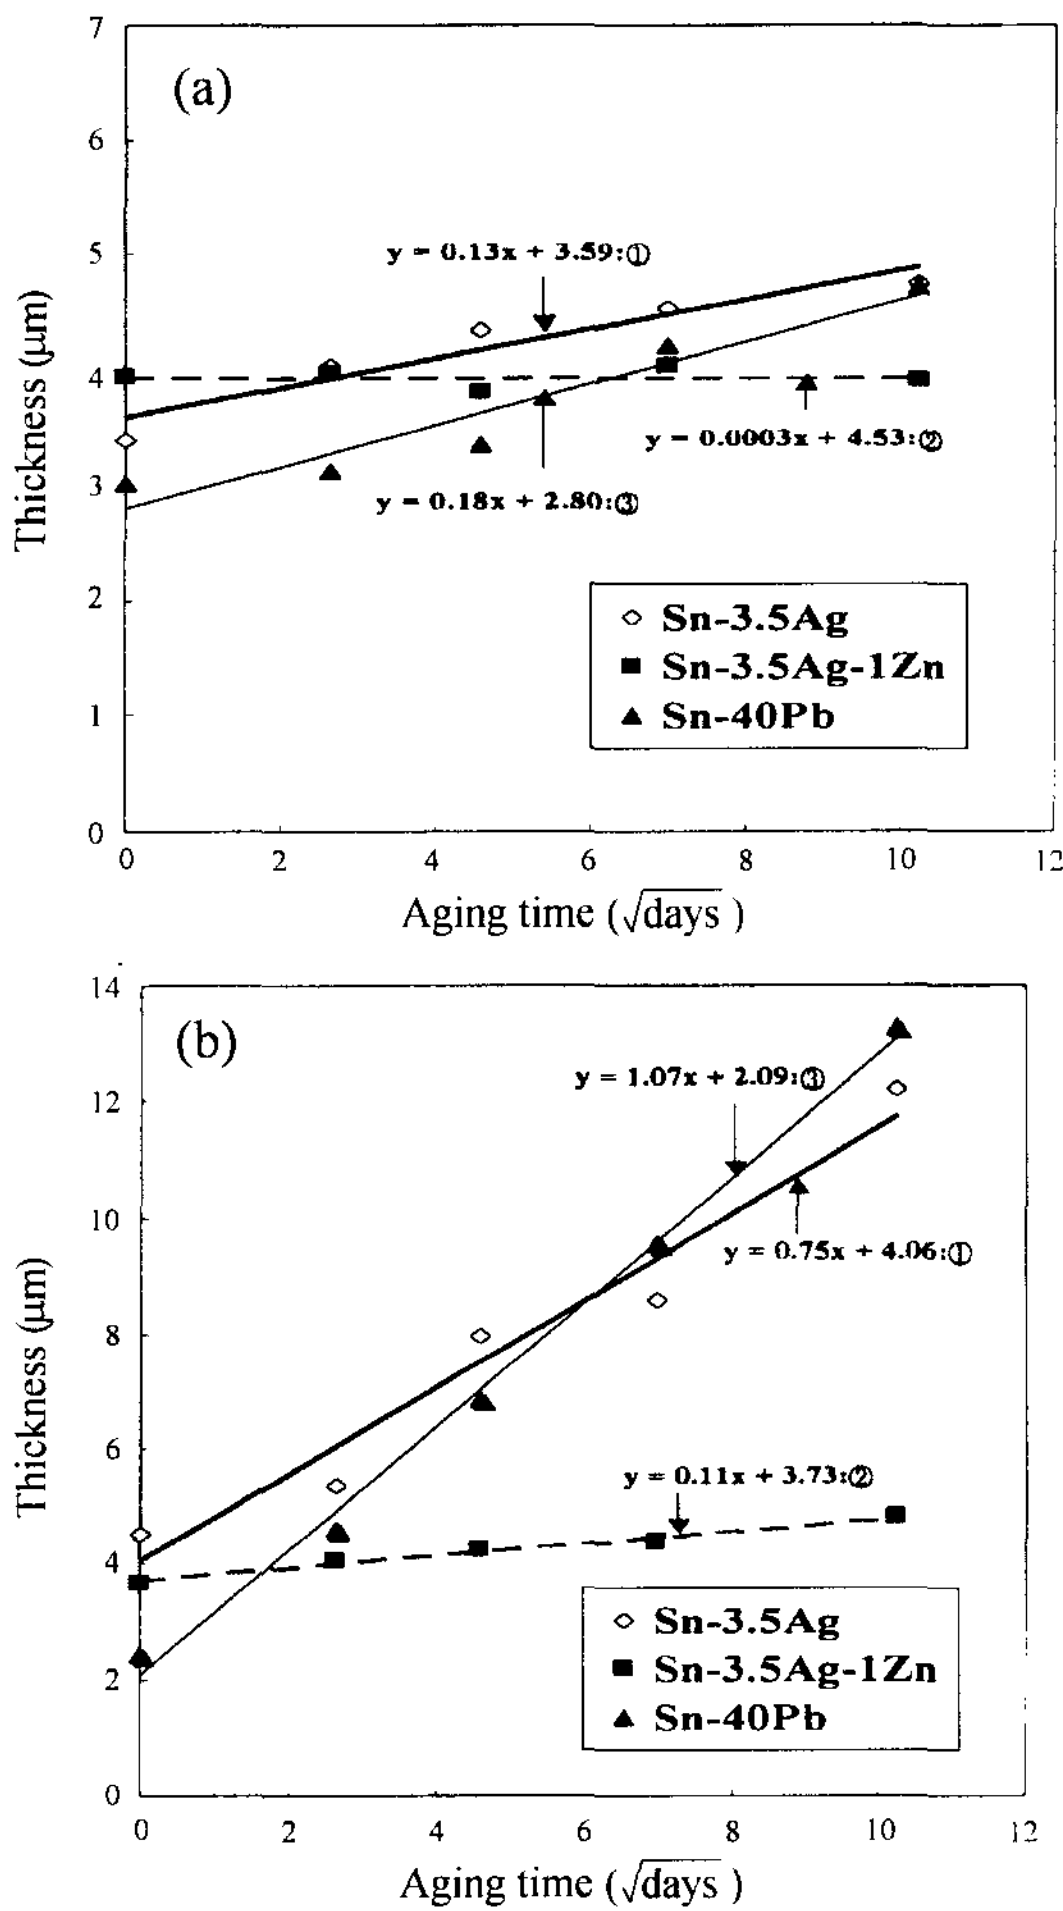 7
(a)
6
5
y = 0.13x + 3.59:①
4
y = 0.0003x + 4.53:②
3
y = 0.18x + 2.80:③
Thickness (μm)
2
Sn-3.5Ag
Sn-3.5Ag-1Zn
1
Sn-40Pb
0
0 2 4 6 8 10 12
Aging time (√days )
14
(b)
y = 1.07x + 2.09:③
12
10
y = 0.75x + 4.06:①
8
Thickness (μm)
6
y = 0.11x + 3.73:②
4
Sn-3.5Ag
Sn-3.5Ag-1Zn
2
Sn-40Pb
0
0 2 4 6 8 10 12
Aging time (√days )